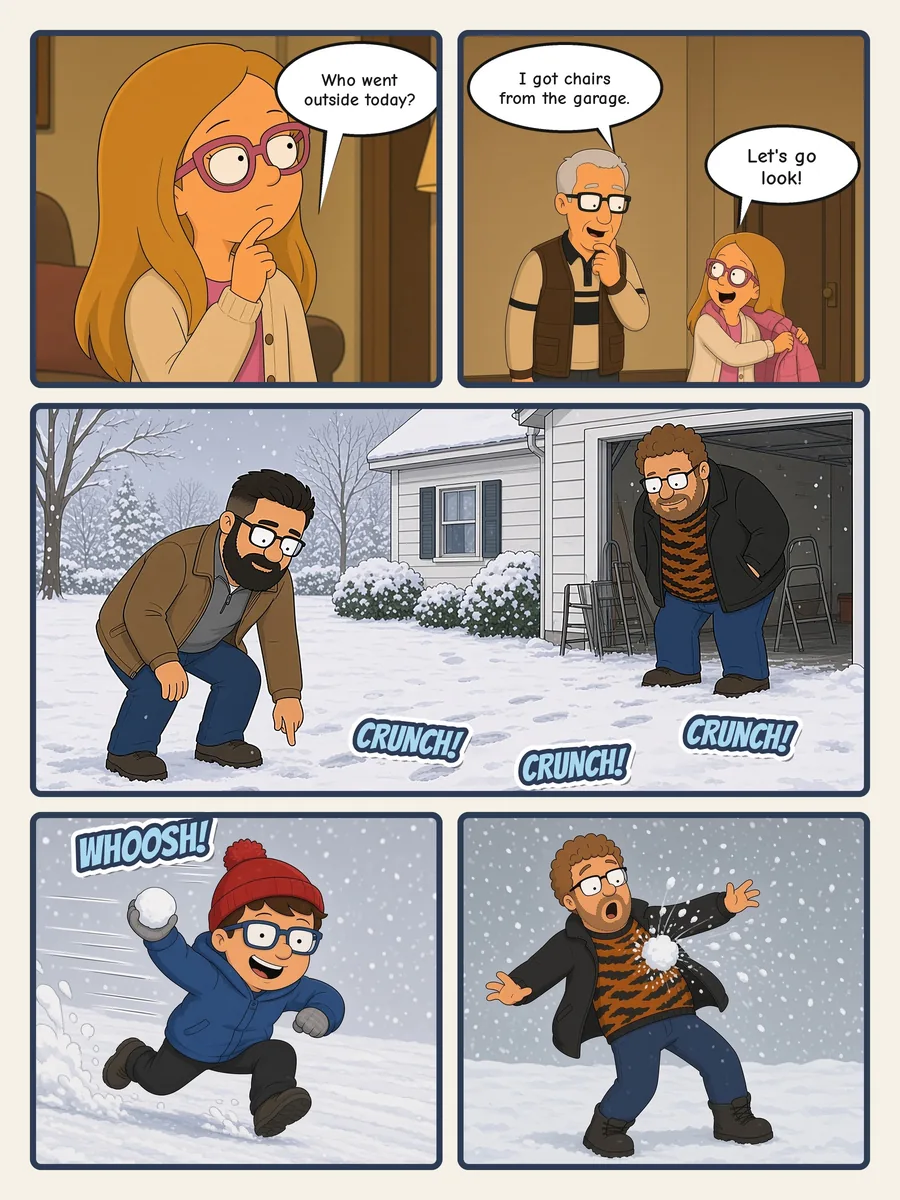 Who went
outside today?
I got chairs
from the garage.
Let's go
look!
CRUNCH!
CRUNCH!
CRUNCH!
WHOOSH!